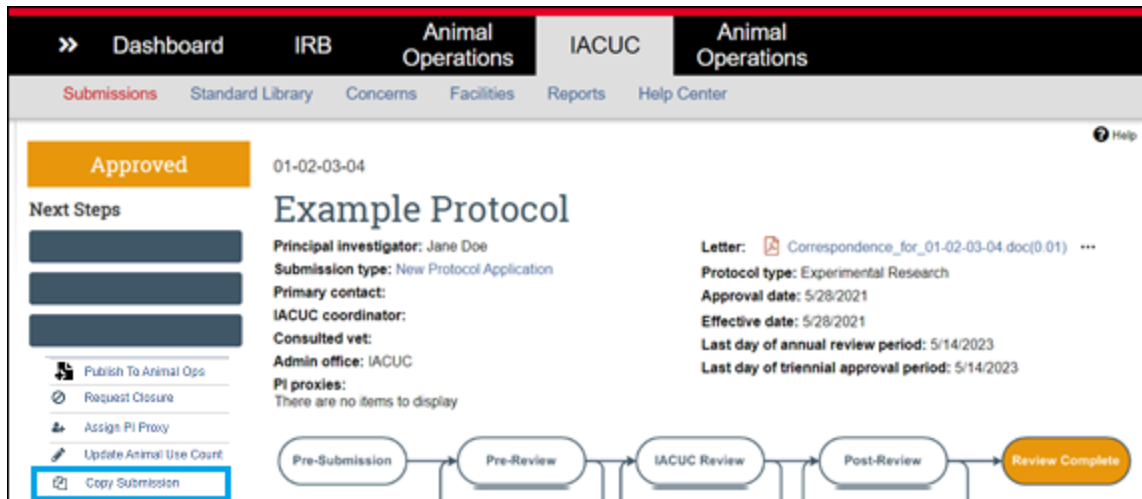 » Dashboard IRB Animal Operations IACUC Animal Operations
Submissions Standard Library Concerns Facilities Reports Help Center
Help
Approved
01-02-03-04
Next Steps
Example Protocol
Principal investigator: Jane Doe
Submission type: New Protocol Application
Primary contact:
IACUC coordinator:
Consulted vet:
Admin office: IACUC
PI proxies:
There are no items to display
Letter: Correspondence_for_01-02-03-04.doc(0.01) ...
Protocol type: Experimental Research
Approval date: 5/28/2021
Effective date: 5/28/2021
Last day of annual review period: 5/14/2023
Last day of triennial approval period: 5/14/2023
Publish To Animal Ops
Request Closure
Assign PI Proxy
Update Animal Use Count
Copy Submission
Pre-Submission Pre-Review IACUC Review Post-Review Review Complete